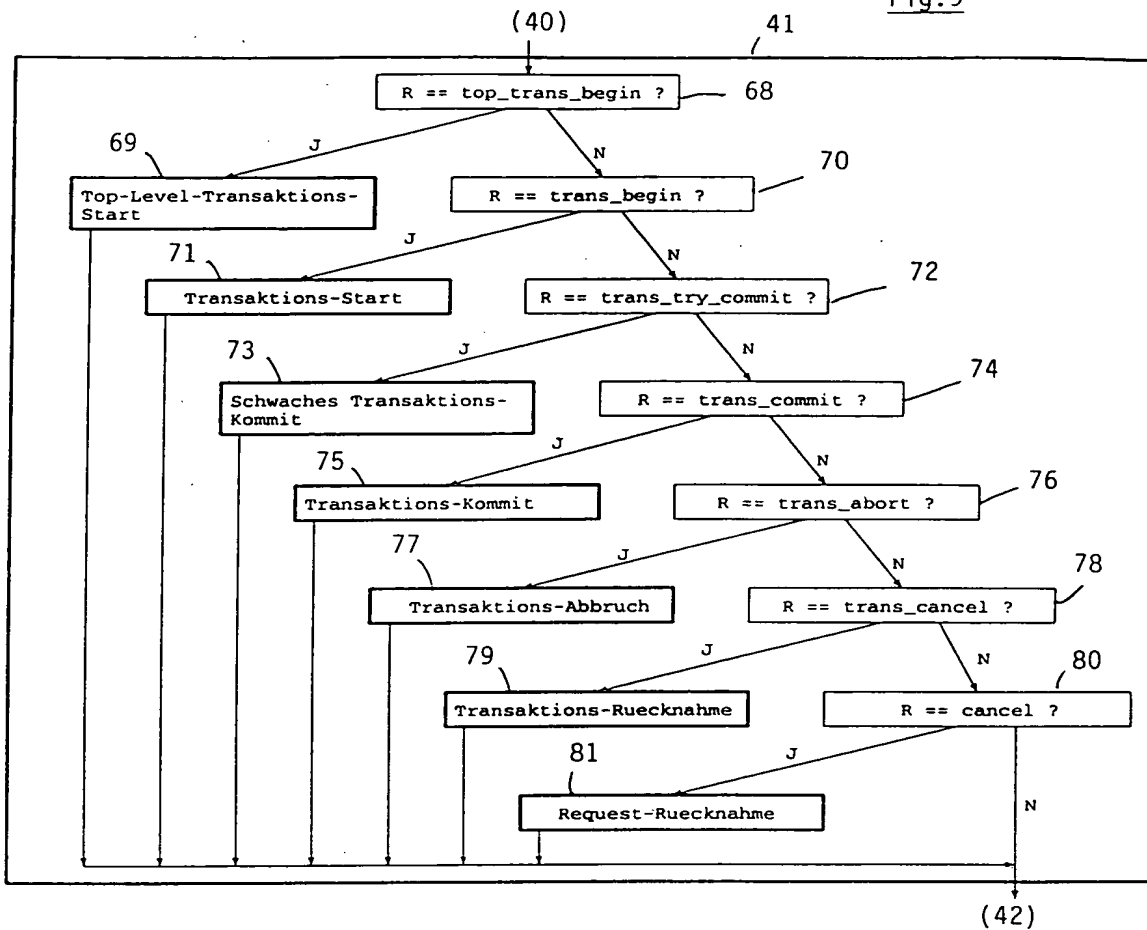 Fig.9
(40)
41
R == top_trans_begin ?
68
J
N
69
Top-Level-Transaktions-
Start
R == trans_begin ?
70
J
N
71
Transaktions-Start
R == trans_try_commit ?
72
J
N
73
Schwaches Transaktions-
Kommit
R == trans_commit ?
74
J
N
75
Transaktions-Kommit
R == trans_abort ?
76
J
N
77
Transaktions-Abbruch
R == trans_cancel ?
78
J
N
79
Transaktions-Ruecknahme
R == cancel ?
80
J
N
81
Request-Ruecknahme
(42)